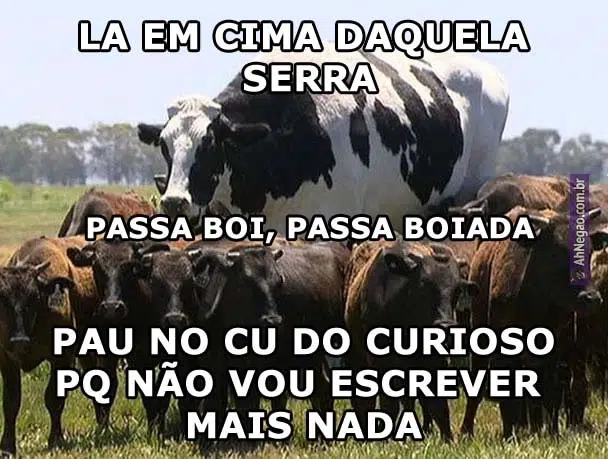 LA EM CIMA DAQUELA
SERRA
PASSA BOI, PASSA BOIADA
AhNegao.com.br
PAU NO CU DO CURIOSO
PQ NÃO VOU ESCREVER
MAIS NADA